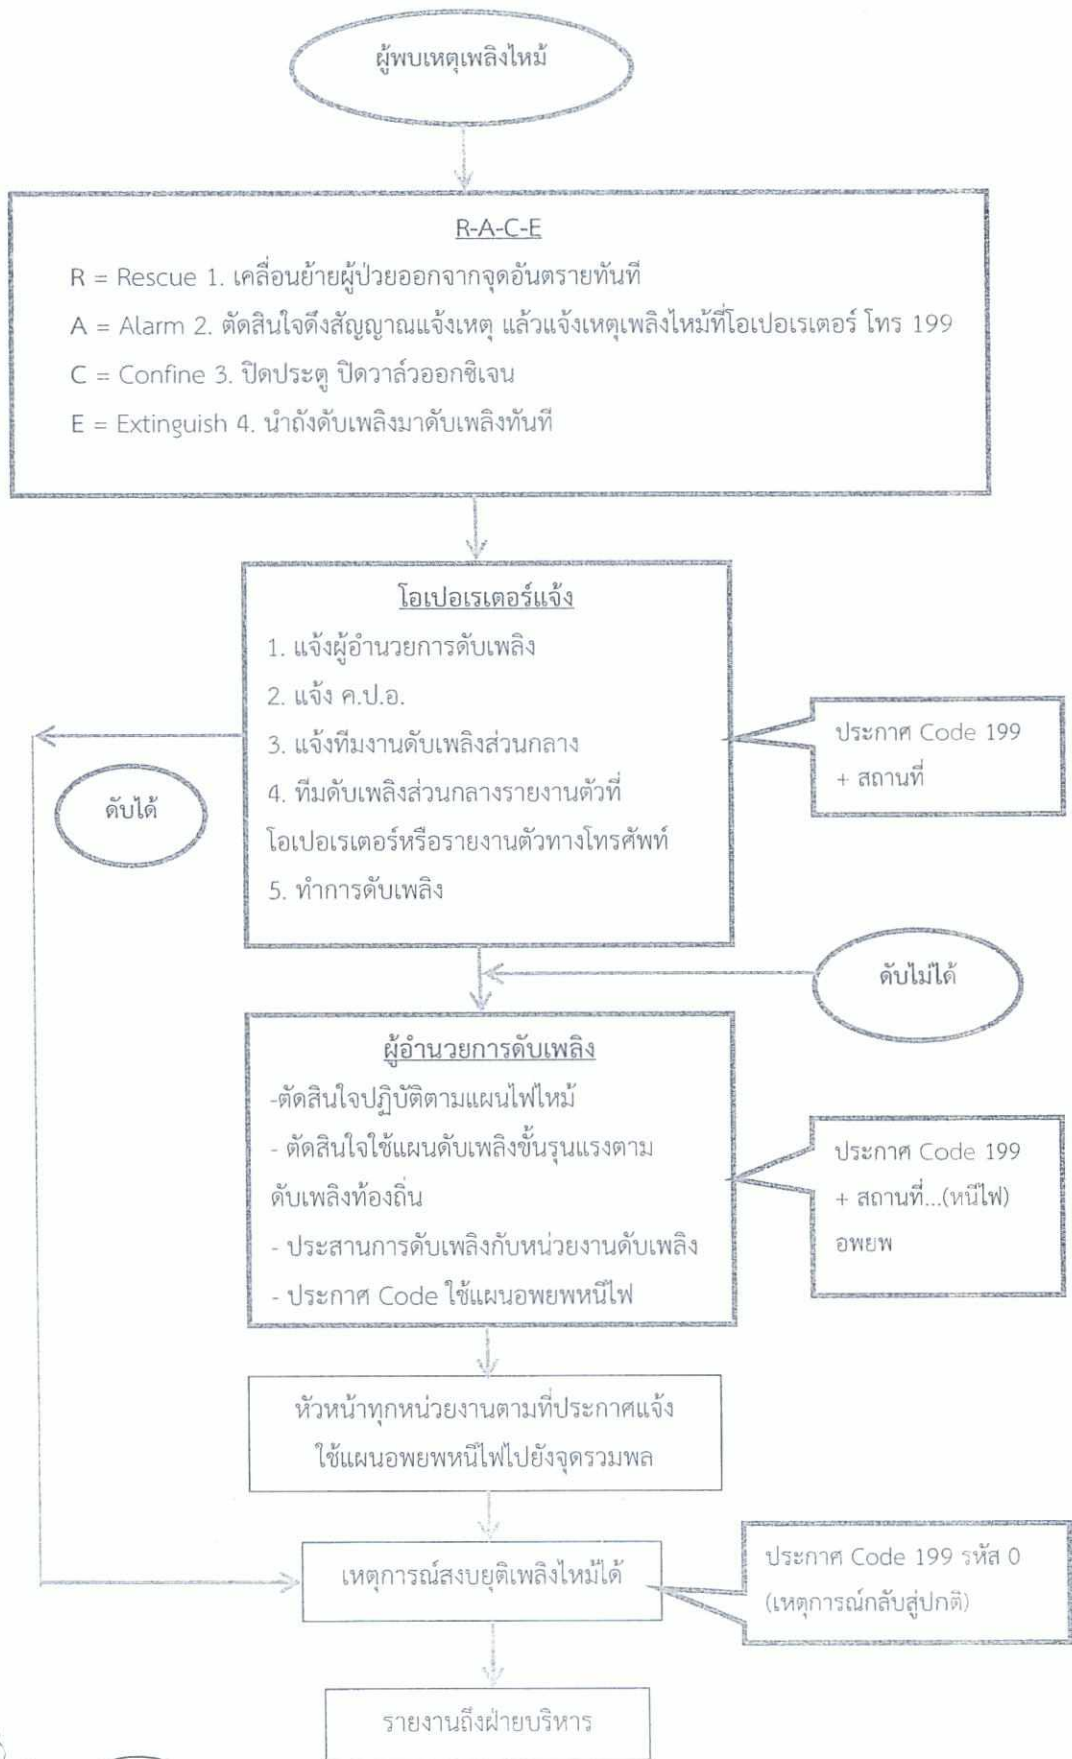 ผู้พบเหตุเพลิงไหม้
R-A-C-E
R = Rescue 1. เคลื่อนย้ายผู้ป่วยออกจากจุดอันตรายทันที
A = Alarm 2. ตัดสินใจดึงสัญญาณแจ้งเหตุ แล้วแจ้งเหตุเพลิงไหม้ที่โอเปอเรเตอร์ โทร 199
C = Confine 3. ปิดประตู ปิดวาล์วออกซิเจน
E = Extinguish 4. นำถังดับเพลิงมาดับเพลิงทันที
โอเปอเรเตอร์แจ้ง
1. แจ้งผู้อำนวยการดับเพลิง
2. แจ้ง ค.ป.อ.
3. แจ้งทีมงานดับเพลิงส่วนกลาง
4. ทีมดับเพลิงส่วนกลางรายงานตัวที่
โอเปอเรเตอร์หรือรายงานตัวทางโทรศัพท์
5. ทำการดับเพลิง
ประกาศ Code 199
+ สถานที่
ดับได้
ดับไม่ได้
ผู้อำนวยการดับเพลิง
-ตัดสินใจปฏิบัติตามแผนไฟไหม้
- ตัดสินใจใช้แผนดับเพลิงขั้นรุนแรงตาม
ดับเพลิงท้องถิ่น
- ประสานการดับเพลิงกับหน่วยงานดับเพลิง
- ประกาศ Code ใช้แผนอพยพหนีไฟ
ประกาศ Code 199
+ สถานที่...(หนีไฟ)
อพยพ
หัวหน้าทุกหน่วยงานตามที่ประกาศแจ้ง
ใช้แผนอพยพหนีไฟไปยังจุดรวมพล
เหตุการณ์สงบยุติเพลิงไหม้ได้
ประกาศ Code 199 รหัส 0
(เหตุการณ์กลับสู่ปกติ)
รายงานถึงฝ่ายบริหาร